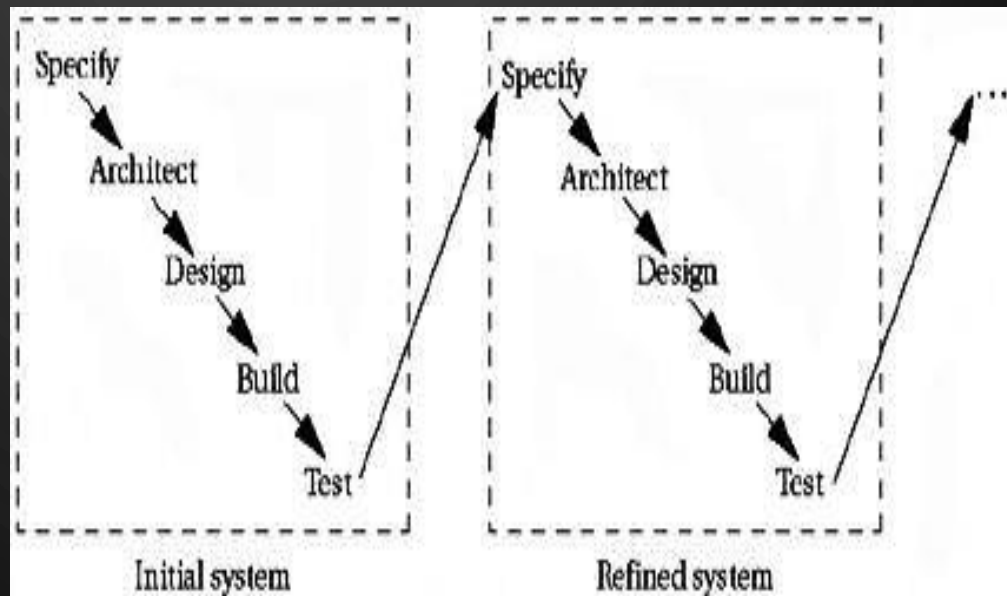 Specify
Architect
Design
Build
Test
Initial system
Specify
Architect
Design
Build
Test
Refined system
....